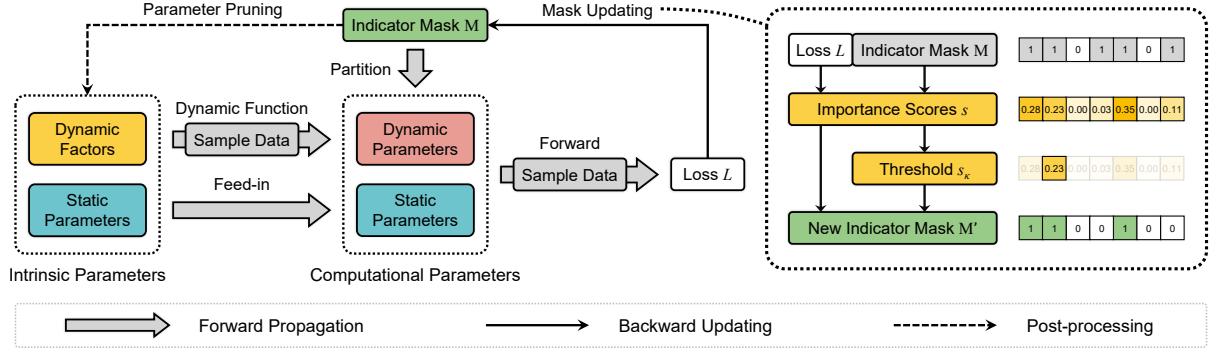 Parameter Pruning
Indicator Mask M
Mask Updating
Partition
Dynamic
Factors
Static
Parameters
Intrinsic Parameters
Dynamic Function
Sample Data
Feed-in
Dynamic
Parameters
Static
Parameters
Computational Parameters
Forward
Sample Data
Loss L
Loss L
Indicator Mask M
1 1 0 1 1 0 1
Importance Scores s
0.28 0.23 0.00 0.03 0.35 0.00 0.11
Threshold sκ
0.28 0.23 0.00 0.03 0.35 0.00 0.11
New Indicator Mask M'
1 1 0 0 1 0 0
Forward Propagation
Backward Updating
Post-processing